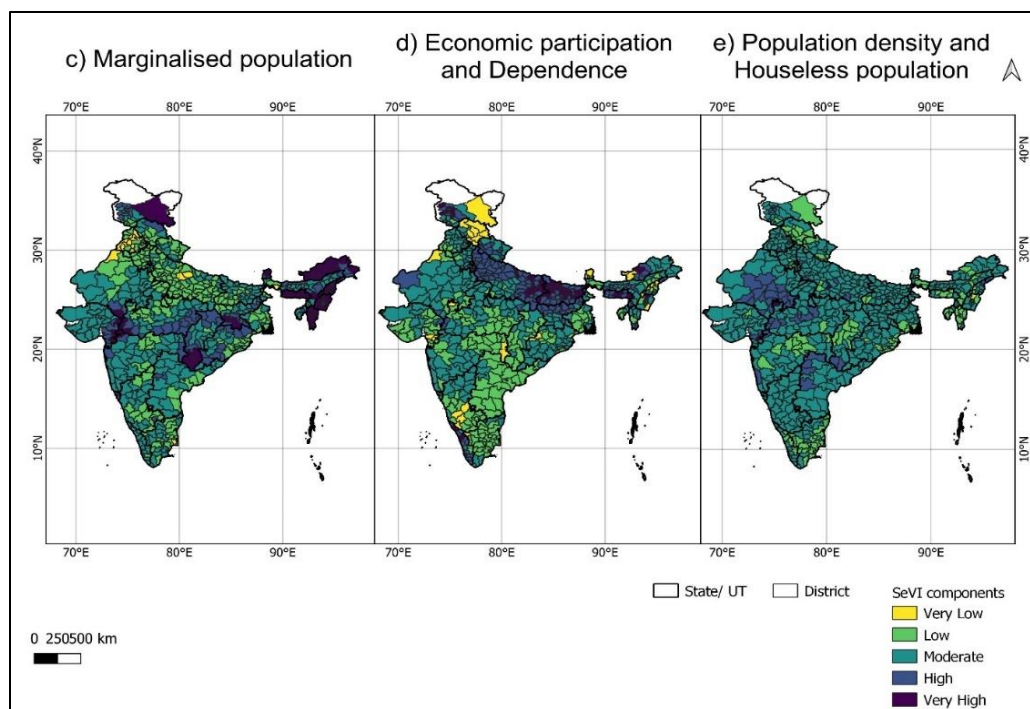 c) Marginalised population
d) Economic participation
and Dependence
e) Population density and
Houseless population
70°E 80°E 90°E 70°E 80°E 90°E 70°E 80°E 90°E
40°N 40°N
30°N 30°N
20°N 20°N
10°N 10°N
70°E 80°E 90°E 70°E 80°E 90°E 70°E 80°E 90°E
State/ UT District
SeVI components
Very Low
Low
Moderate
High
Very High
0 250500 km